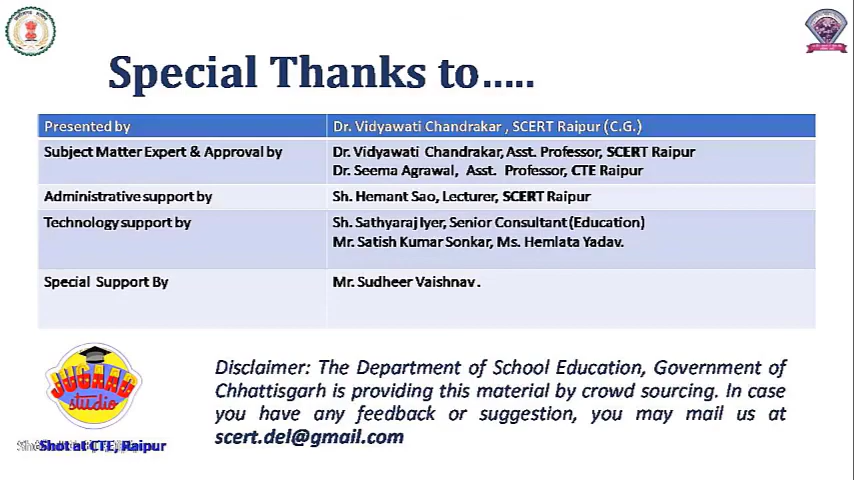 Special Thanks to.....
Presented by
Dr. Vidyawati Chandrakar , SCERT Raipur (C.G.)
Subject Matter Expert & Approval by
Dr. Vidyawati Chandrakar, Asst. Professor, SCERT Raipur
Dr. Seema Agrawal, Asst. Professor, CTE Raipur
Administrative support by
Sh. Hemant Sao, Lecturer, SCERT Raipur
Technology support by
Sh. Sathyaraj Iyer, Senior Consultant (Education)
Mr. Satish Kumar Sonkar, Ms. Hemlata Yadav.
Special Support By
Mr. Sudheer Vaishnav .
JUGAAD
studio
Shot at CTE, Raipur
Disclaimer: The Department of School Education, Government of
Chhattisgarh is providing this material by crowd sourcing. In case
you have any feedback or suggestion, you may mail us at
scert.del@gmail.com